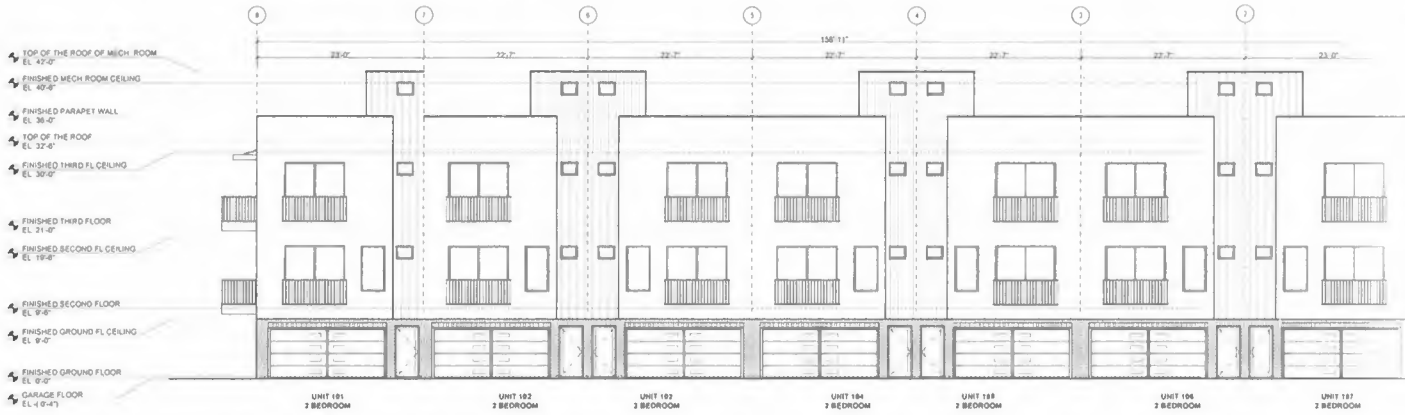 8 7 6 5 4 3 2
158'-11"
23'-0" 22'-7" 22'-7" 22'-7" 22'-7" 22'-7" 23'-0"
TOP OF THE ROOF OF MECH. ROOM
EL 42'-0"
FINISHED MECH ROOM CEILING
EL 40'-6"
FINISHED PARAPET WALL
EL 36'-0"
TOP OF THE ROOF
EL 32'-6"
FINISHED THIRD FL CEILING
EL 30'-0"
FINISHED THIRD FLOOR
EL 21'-0"
FINISHED SECOND FL CEILING
EL 19'-6"
FINISHED SECOND FLOOR
EL 9'-6"
FINISHED GROUND FL CEILING
EL 9'-0"
FINISHED GROUND FLOOR
EL 0'-0"
GARAGE FLOOR
EL -( 0'-4")
UNIT 101
2 BEDROOM
UNIT 102
2 BEDROOM
UNIT 103
2 BEDROOM
UNIT 104
2 BEDROOM
UNIT 105
2 BEDROOM
UNIT 106
2 BEDROOM
UNIT 107
2 BEDROOM